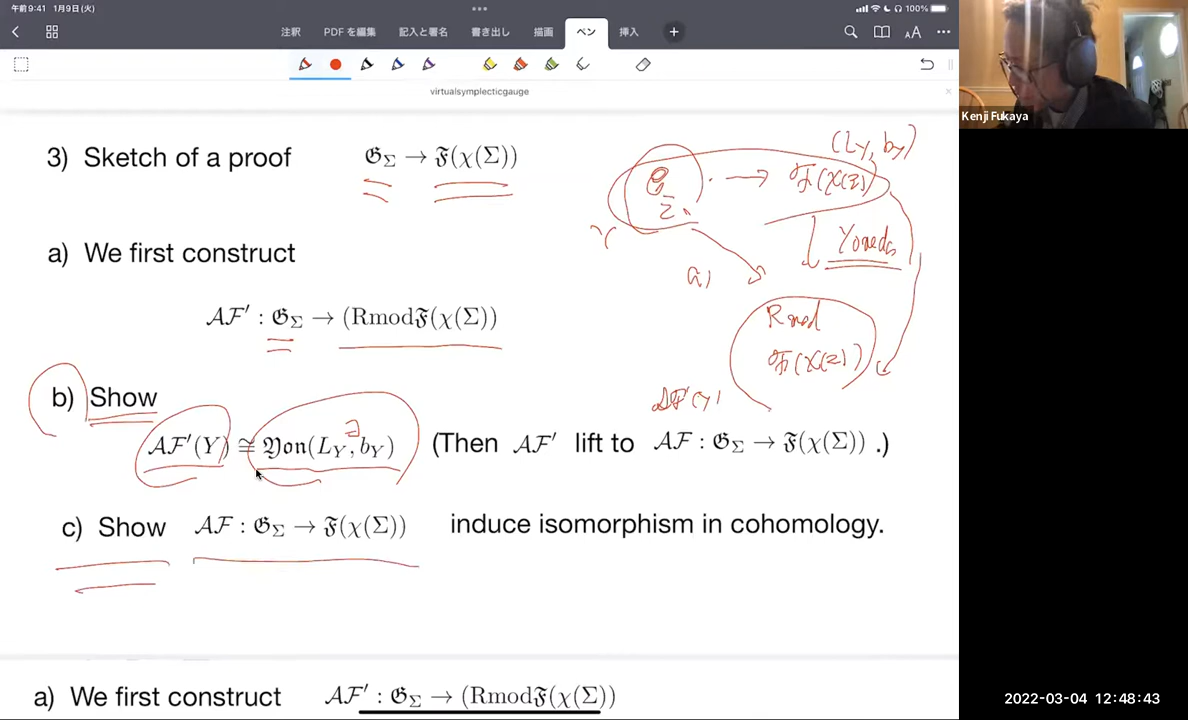 午前9:41 1月9日(火)
100%
注釈 PDF を編集 記入と署名 書き出し 描画 ペン 挿入
AA
virtualsymplecticgauge
Kenji Fukaya
3) Sketch of a proof 𝔊_Σ → 𝔉(χ(Σ))
(L_Y, b_Y)
→ 𝔉(χ(Σ))
Y
Yoneda
a)
a) We first construct
𝒜ℱ′ : 𝔊_Σ → (Rmod𝔉(χ(Σ))
Rmod
𝔉(χ(Σ))
b) Show
𝒜ℱ′(Y)
∃
𝒜ℱ′(Y) ≅ 𝔜on(L_Y, b_Y) (Then 𝒜ℱ′ lift to 𝒜ℱ : 𝔊_Σ → 𝔉(χ(Σ)) .)
c) Show 𝒜ℱ : 𝔊_Σ → 𝔉(χ(Σ)) induce isomorphism in cohomology.
a) We first construct 𝒜ℱ′ : 𝔊_Σ → (Rmod𝔉(χ(Σ))
2022-03-04 12:48:43